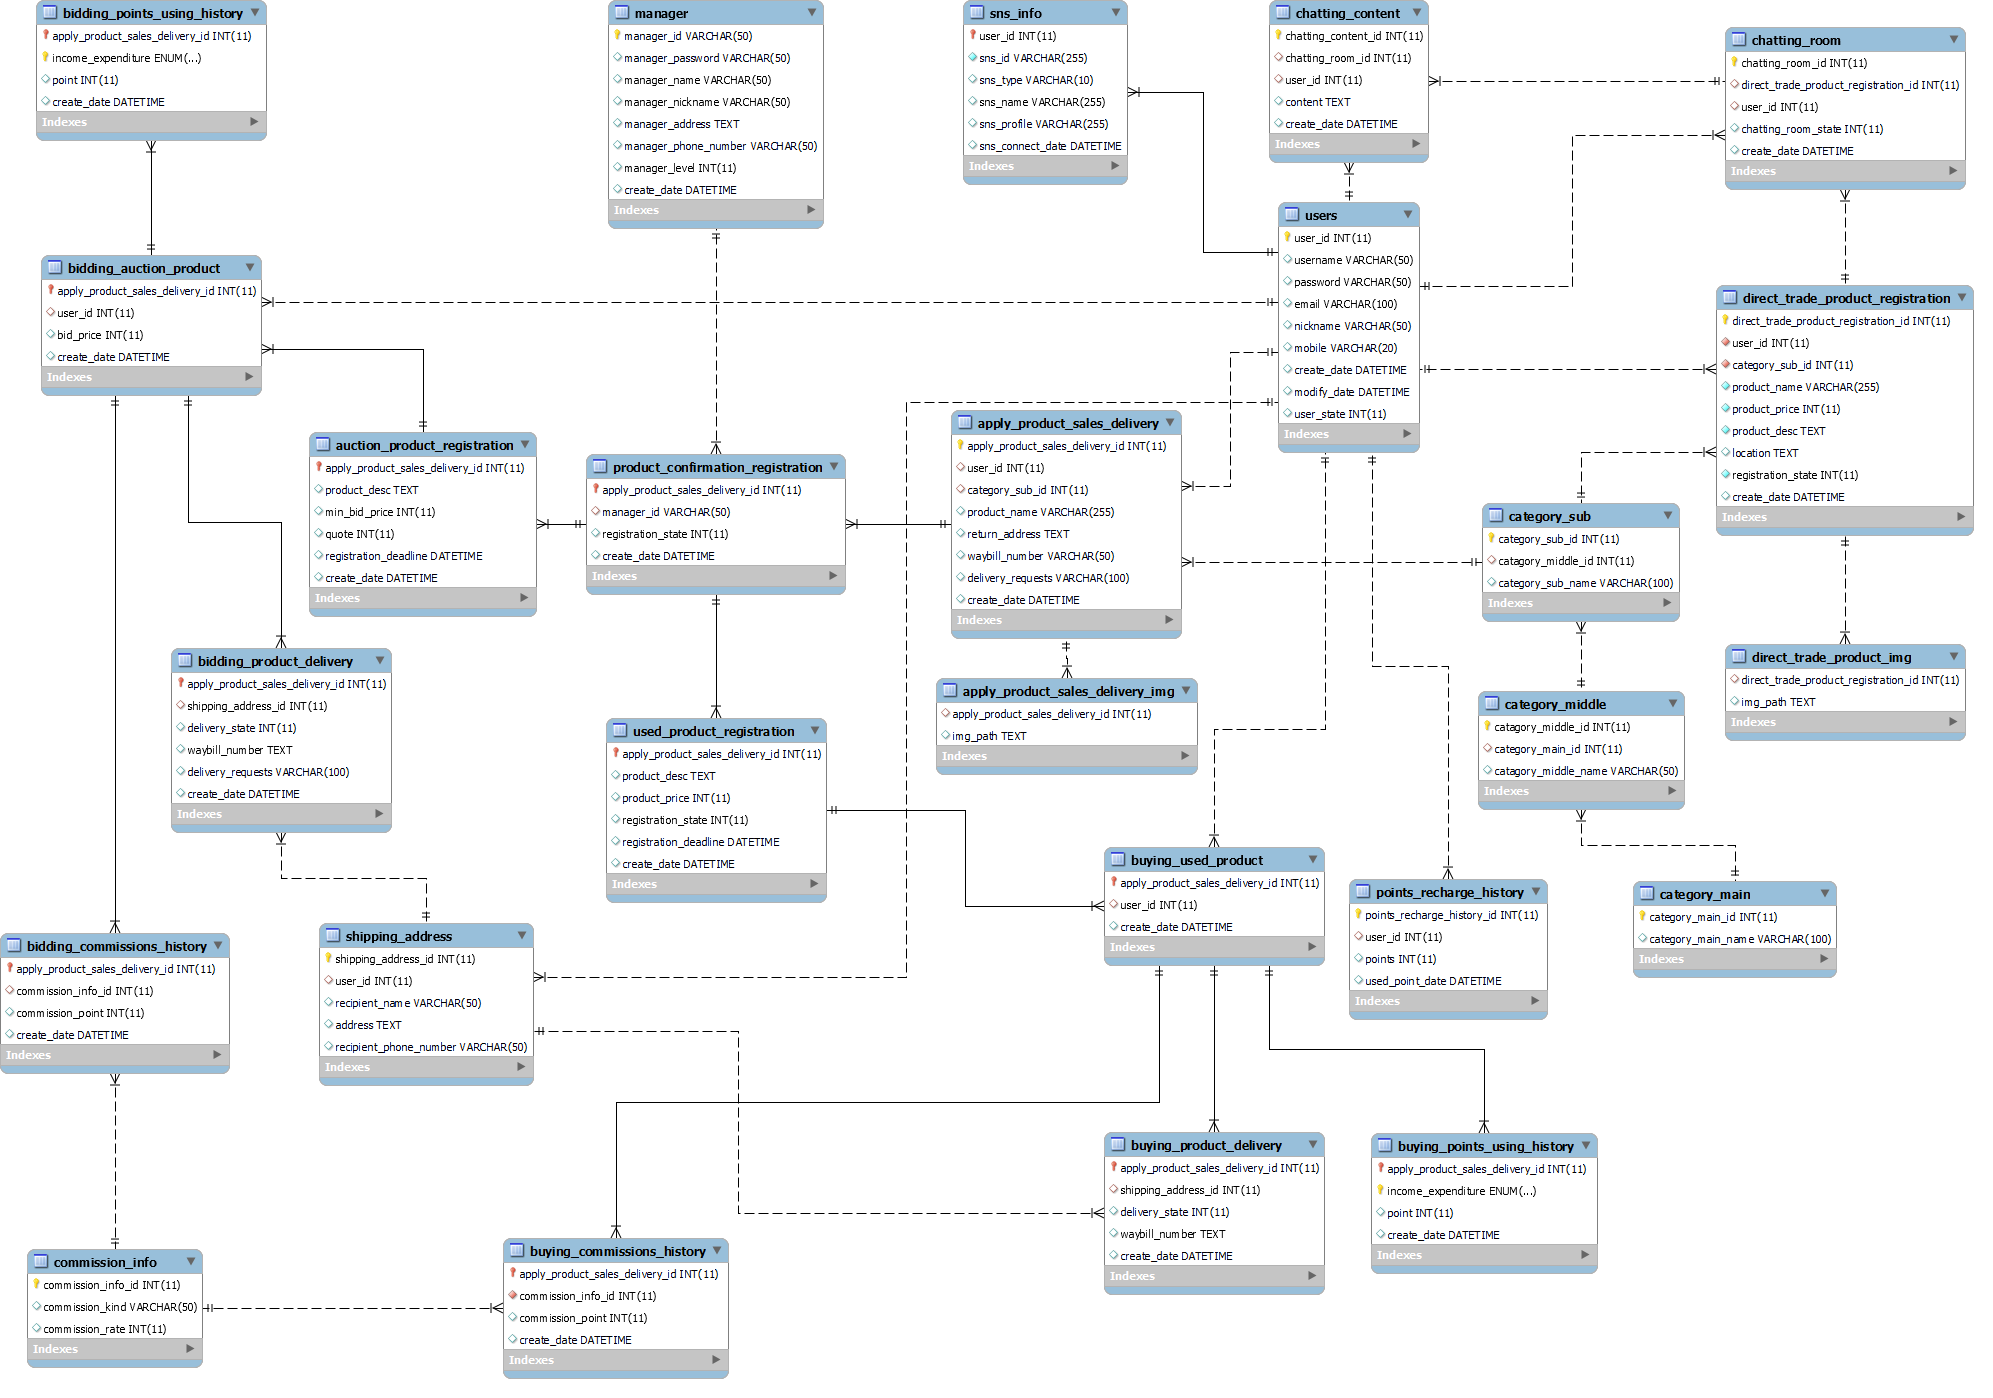 bidding_points_using_history
apply_product_sales_delivery_id INT(11)
income_expenditure ENUM(...)
point INT(11)
create_date DATETIME
Indexes
manager
manager_id VARCHAR(50)
manager_password VARCHAR(50)
manager_name VARCHAR(50)
manager_nickname VARCHAR(50)
manager_address TEXT
manager_phone_number VARCHAR(50)
manager_level INT(11)
create_date DATETIME
Indexes
sns_info
user_id INT(11)
sns_id VARCHAR(255)
sns_type VARCHAR(10)
sns_name VARCHAR(255)
sns_profile VARCHAR(255)
sns_connect_date DATETIME
Indexes
chatting_content
chatting_content_id INT(11)
chatting_room_id INT(11)
user_id INT(11)
content TEXT
create_date DATETIME
Indexes
chatting_room
chatting_room_id INT(11)
direct_trade_product_registration_id INT(11)
user_id INT(11)
chatting_room_state INT(11)
create_date DATETIME
Indexes
users
user_id INT(11)
username VARCHAR(50)
password VARCHAR(50)
email VARCHAR(100)
nickname VARCHAR(50)
mobile VARCHAR(20)
create_date DATETIME
modify_date DATETIME
user_state INT(11)
Indexes
bidding_auction_product
apply_product_sales_delivery_id INT(11)
user_id INT(11)
bid_price INT(11)
create_date DATETIME
Indexes
direct_trade_product_registration
direct_trade_product_registration_id INT(11)
user_id INT(11)
category_sub_id INT(11)
product_name VARCHAR(255)
product_price INT(11)
product_desc TEXT
location TEXT
registration_state INT(11)
create_date DATETIME
Indexes
auction_product_registration
apply_product_sales_delivery_id INT(11)
product_desc TEXT
min_bid_price INT(11)
quote INT(11)
registration_deadline DATETIME
create_date DATETIME
Indexes
product_confirmation_registration
apply_product_sales_delivery_id INT(11)
manager_id VARCHAR(50)
registration_state INT(11)
create_date DATETIME
Indexes
apply_product_sales_delivery
apply_product_sales_delivery_id INT(11)
user_id INT(11)
category_sub_id INT(11)
product_name VARCHAR(255)
return_address TEXT
waybill_number VARCHAR(50)
delivery_requests VARCHAR(100)
create_date DATETIME
Indexes
category_sub
category_sub_id INT(11)
catagory_middle_id INT(11)
category_sub_name VARCHAR(100)
Indexes
bidding_product_delivery
apply_product_sales_delivery_id INT(11)
shipping_address_id INT(11)
delivery_state INT(11)
waybill_number TEXT
delivery_requests VARCHAR(100)
create_date DATETIME
Indexes
apply_product_sales_delivery_img
apply_product_sales_delivery_id INT(11)
img_path TEXT
Indexes
direct_trade_product_img
direct_trade_product_registration_id INT(11)
img_path TEXT
Indexes
category_middle
catagory_middle_id INT(11)
category_main_id INT(11)
catagory_middle_name VARCHAR(50)
Indexes
used_product_registration
apply_product_sales_delivery_id INT(11)
product_desc TEXT
product_price INT(11)
registration_state INT(11)
registration_deadline DATETIME
create_date DATETIME
Indexes
buying_used_product
apply_product_sales_delivery_id INT(11)
user_id INT(11)
create_date DATETIME
Indexes
points_recharge_history
points_recharge_history_id INT(11)
user_id INT(11)
points INT(11)
used_point_date DATETIME
Indexes
category_main
category_main_id INT(11)
category_main_name VARCHAR(100)
Indexes
bidding_commissions_history
apply_product_sales_delivery_id INT(11)
commission_info_id INT(11)
commission_point INT(11)
create_date DATETIME
Indexes
shipping_address
shipping_address_id INT(11)
user_id INT(11)
recipient_name VARCHAR(50)
address TEXT
recipient_phone_number VARCHAR(50)
Indexes
buying_product_delivery
apply_product_sales_delivery_id INT(11)
shipping_address_id INT(11)
delivery_state INT(11)
waybill_number TEXT
create_date DATETIME
Indexes
buying_points_using_history
apply_product_sales_delivery_id INT(11)
income_expenditure ENUM(...)
point INT(11)
create_date DATETIME
Indexes
commission_info
commission_info_id INT(11)
commission_kind VARCHAR(50)
commission_rate INT(11)
Indexes
buying_commissions_history
apply_product_sales_delivery_id INT(11)
commission_info_id INT(11)
commission_point INT(11)
create_date DATETIME
Indexes